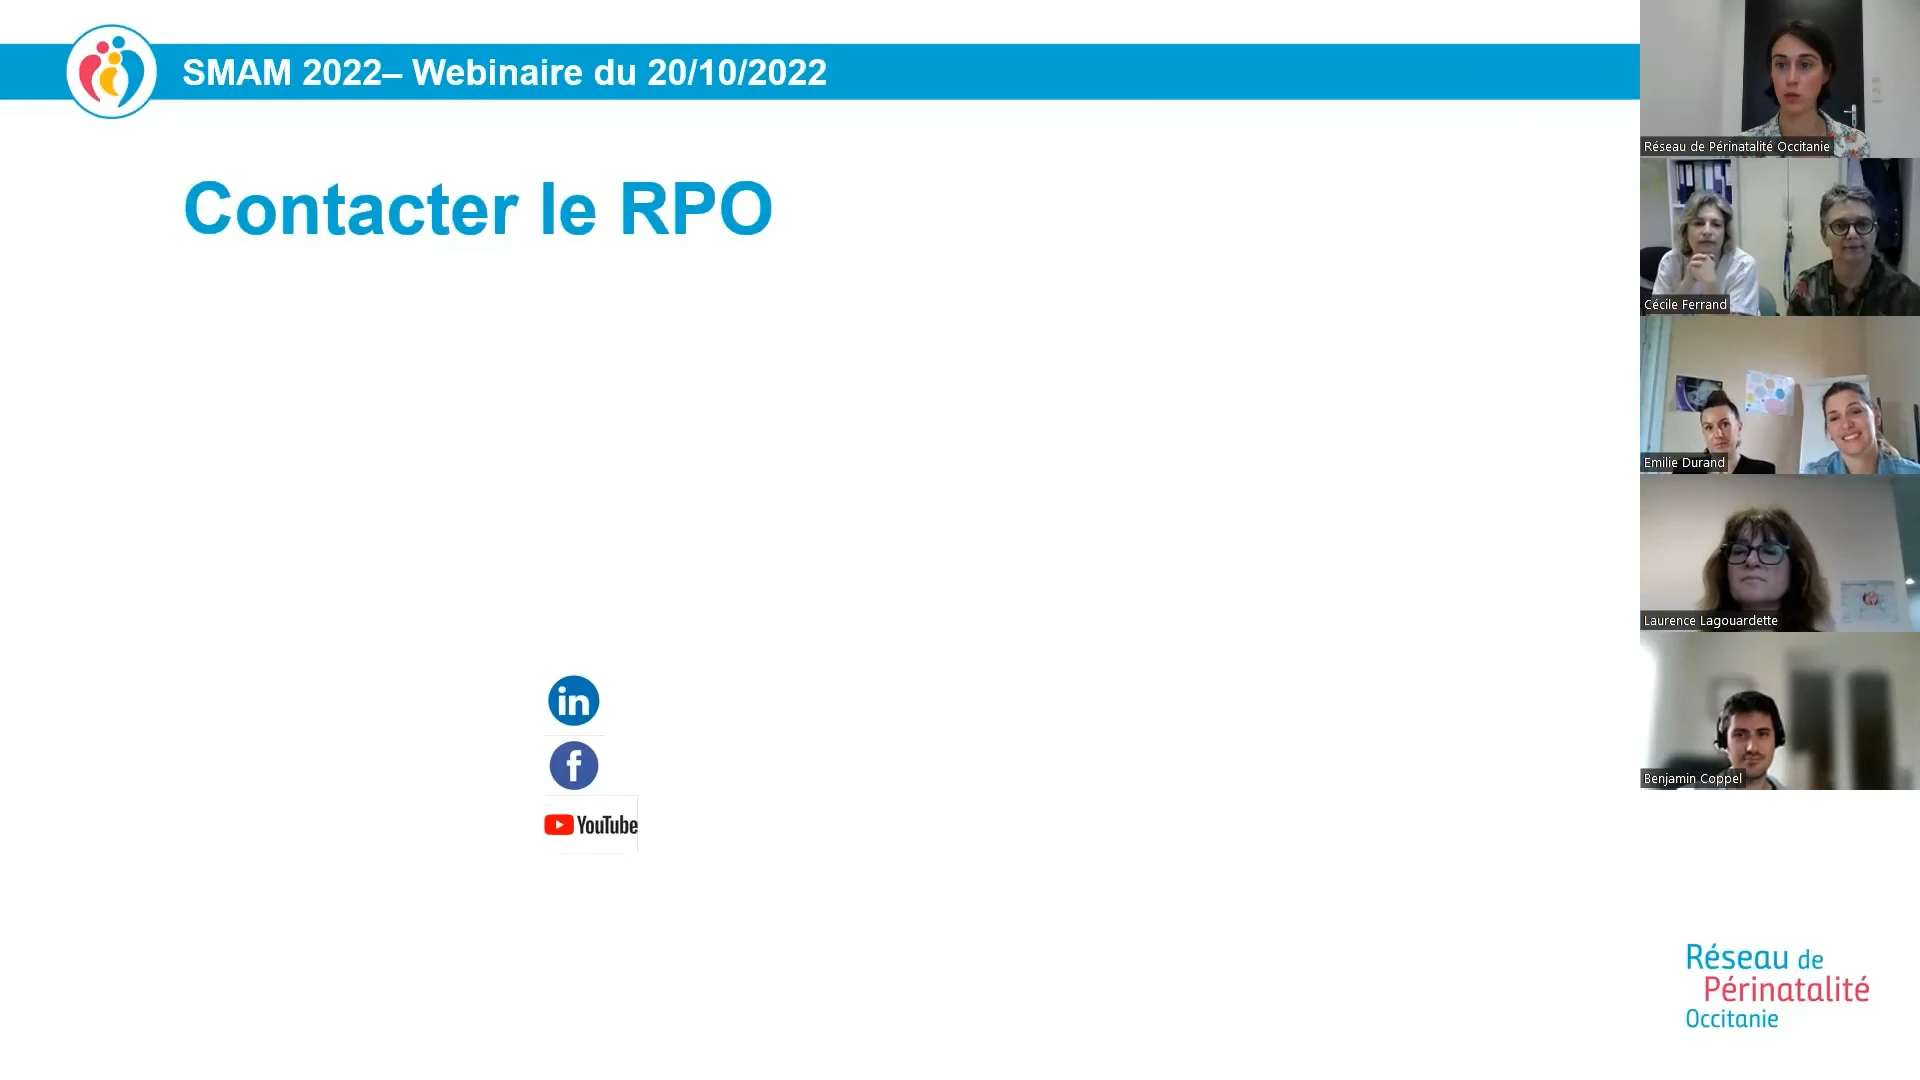 SMAM 2022– Webinaire du 20/10/2022
Contacter le RPO
in
f
YouTube
Réseau de Périnatalité Occitanie
Cécile Ferrand
Emilie Durand
Laurence Lagouardette
Benjamin Coppel
Réseau de
Périnatalité
Occitanie